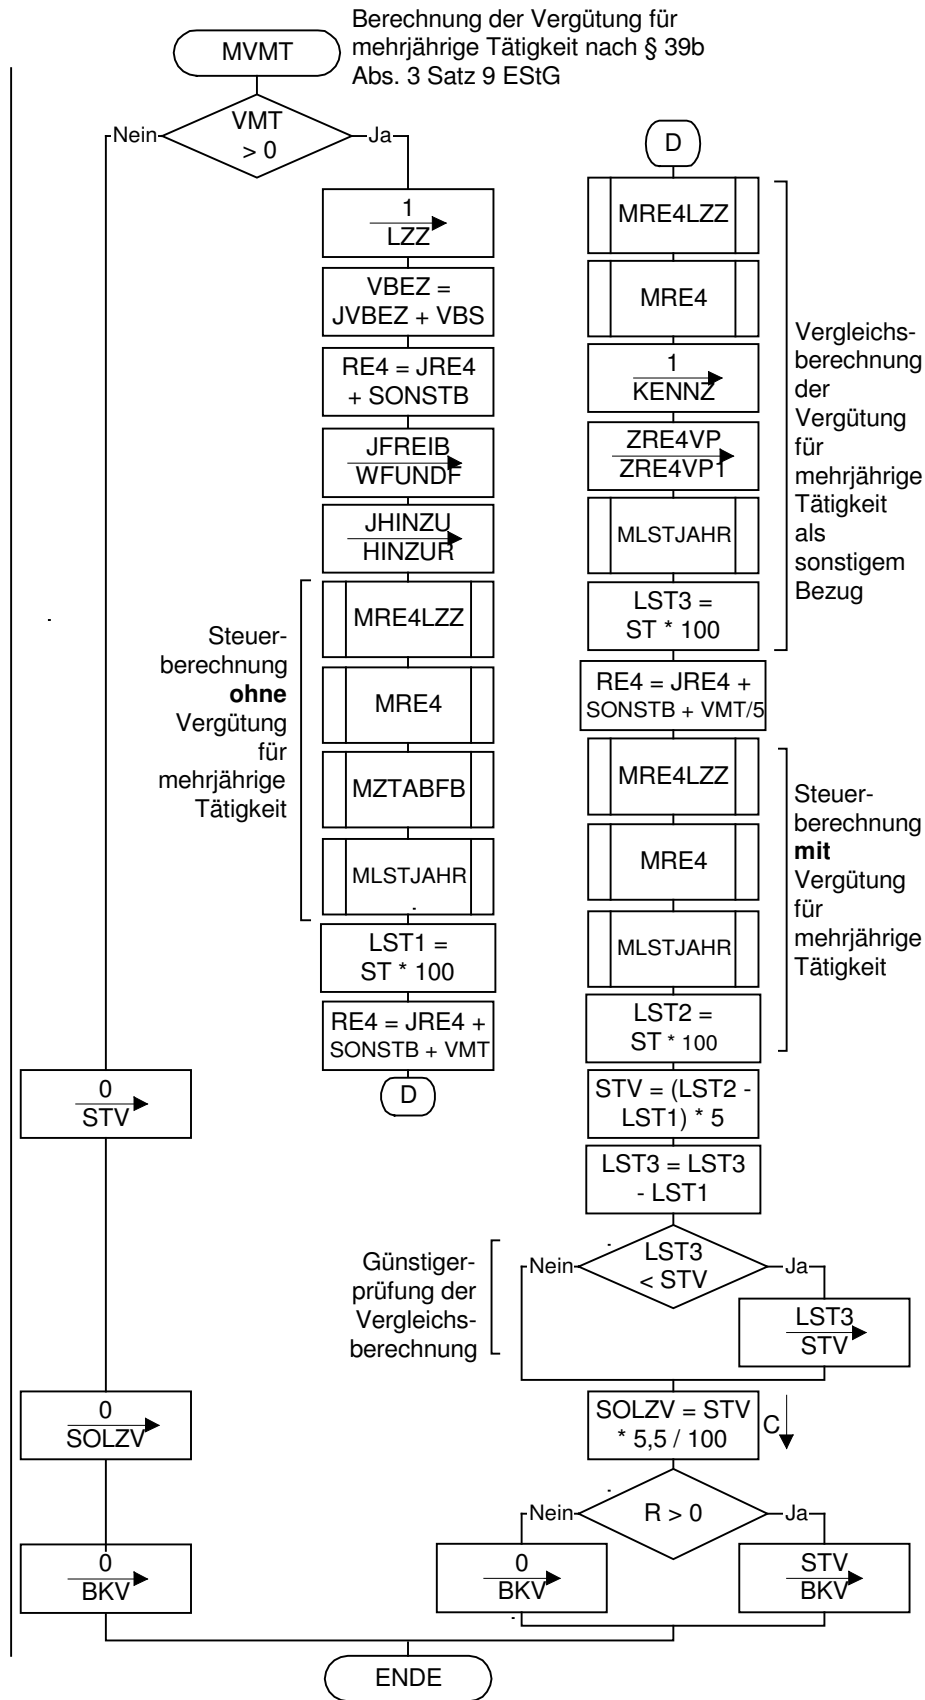 Berechnung der Vergütung für
mehrjährige Tätigkeit nach § 39b
Abs. 3 Satz 9 EStG
MVMT
VMT
> 0
Nein
Ja
1
LZZ
VBEZ =
JVBEZ + VBS
RE4 = JRE4
+ SONSTB
JFREIB
WFUNDF
JHINZU
HINZUR
Steuer-
berechnung
ohne
Vergütung
für
mehrjährige
Tätigkeit
MRE4LZZ
MRE4
MZTABFB
MLSTJAHR
LST1 =
ST * 100
RE4 = JRE4 +
SONSTB + VMT
D
0
STV
0
SOLZV
0
BKV
D
MRE4LZZ
MRE4
1
KENNZ
ZRE4VP
ZRE4VP1
MLSTJAHR
LST3 =
ST * 100
Vergleichs-
berechnung
der
Vergütung
für
mehrjährige
Tätigkeit
als
sonstigem
Bezug
RE4 = JRE4 +
SONSTB + VMT/5
MRE4LZZ
MRE4
MLSTJAHR
LST2 =
ST * 100
Steuer-
berechnung
mit
Vergütung
für
mehrjährige
Tätigkeit
STV = (LST2 -
LST1) * 5
LST3 = LST3
- LST1
Günstiger-
prüfung der
Vergleichs-
berechnung
Nein
LST3
< STV
Ja
LST3
STV
SOLZV = STV
* 5,5 / 100
C
Nein
R > 0
Ja
0
BKV
STV
BKV
ENDE